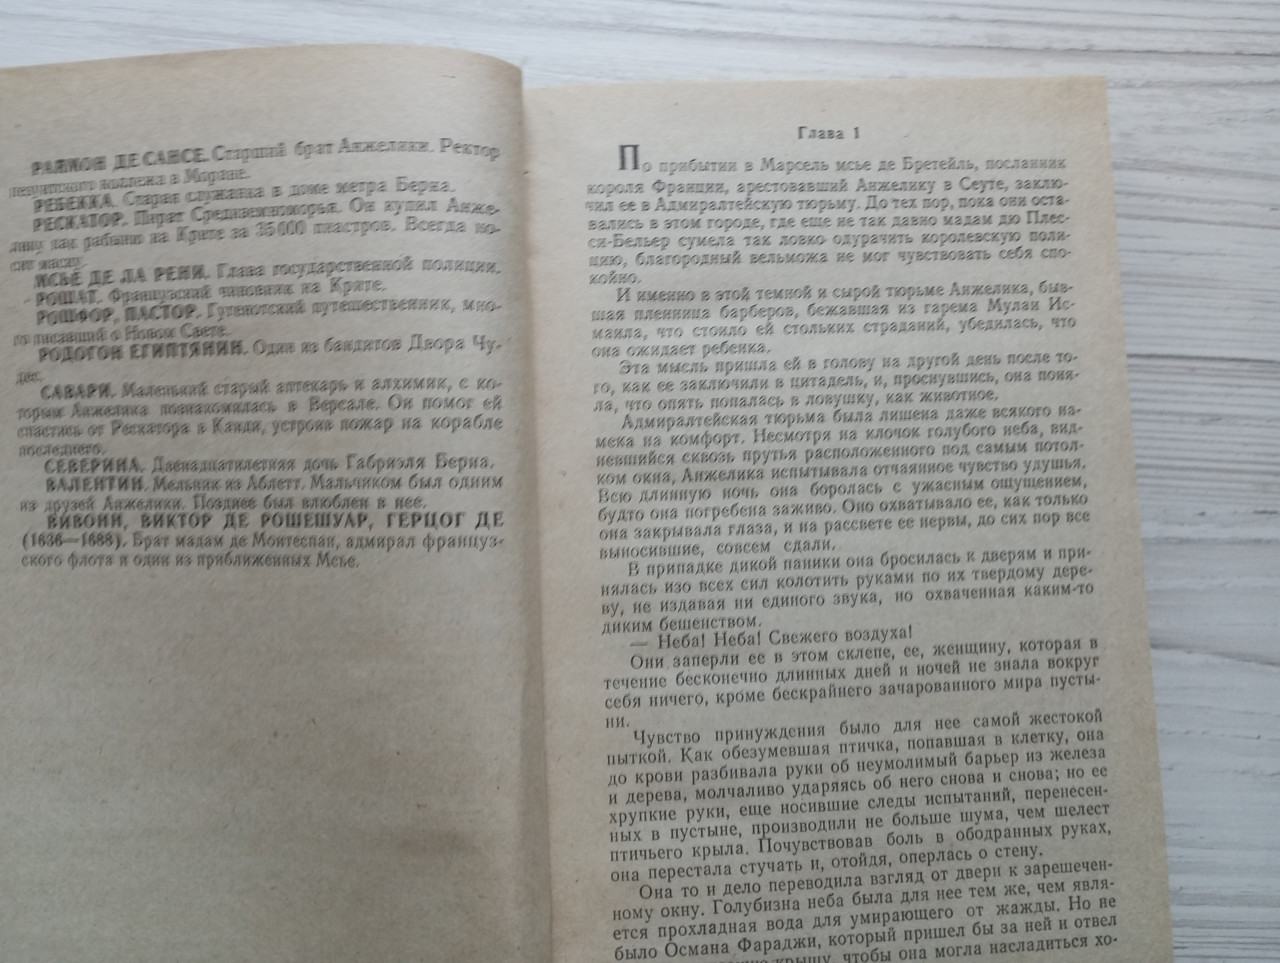 РАЙМОН ДЕ САНСЕ. Старший брат Анжелики. Ректор
иезуитского колледжа в Моране.
РЕБЕККА. Старая служанка в доме метра Берна.
РЕСКАТОР. Пират Средиземноморья. Он купил Анже-
лику как рабыню на Крите за 35 000 пиастров. Всегда но-
сит маску.
МСЬЕ ДЕ ЛА РЕНИ. Глава государственной полиции.
РОШАТ. Французский чиновник на Крите.
РОШФОР, ПАСТОР. Гугенотский путешественник, мно-
го писавший о Новом Свете.
РОДОГОН ЕГИПТЯНИН. Один из бандитов Двора Чу-
дес.
САВАРИ. Маленький старый аптекарь и алхимик, с ко-
торым Анжелика познакомилась в Версале. Он помог ей
спастись от Рескатора в Канди, устроив пожар на корабле
последнего.
СЕВЕРИНА. Двенадцатилетняя дочь Габриэля Берна.
ВАЛЕНТИН. Мельник из Аблетт. Мальчиком был одним
из друзей Анжелики. Позднее был влюблен в нее.
ВИВОНН, ВИКТОР ДЕ РОШЕШУАР, ГЕРЦОГ ДЕ
(1636—1688). Брат мадам де Монтеспан, адмирал француз-
ского флота и один из приближенных Мсье.
Глава 1
По прибытии в Марсель мсье де Бретейль, посланник
короля Франции, арестовавший Анжелику в Сеуте, заклю-
чил ее в Адмиралтейскую тюрьму. До тех пор, пока они оста-
вались в этом городе, где еще не так давно мадам дю Плес-
си-Бельер сумела так ловко одурачить королевскую поли-
цию, благородный вельможа не мог чувствовать себя спо-
койно.
И именно в этой темной и сырой тюрьме Анжелика, быв-
шая пленница барберов, бежавшая из гарема Мулаи Ис-
маила, что стоило ей стольких страданий, убедилась, что
она ожидает ребенка.
Эта мысль пришла ей в голову на другой день после то-
го, как ее заключили в цитадель, и, проснувшись, она поня-
ла, что опять попалась в ловушку, как животное.
Адмиралтейская тюрьма была лишена даже всякого на-
мека на комфорт. Несмотря на клочок голубого неба, вид-
невшийся сквозь прутья расположенного под самым потол-
ком окна, Анжелика испытывала отчаянное чувство удушья.
Всю длинную ночь она боролась с ужасным ощущением,
будто она погребена заживо. Оно охватывало ее, как только
она закрывала глаза, и на рассвете ее нервы, до сих пор все
выносившие, совсем сдали.
В припадке дикой паники она бросилась к дверям и при-
нялась изо всех сил колотить руками по их твердому дере-
ву, не издавая ни единого звука, но охваченная каким-то
диким бешенством.
— Неба! Неба! Свежего воздуха!
Они заперли ее в этом склепе, ее, женщину, которая в
течение бесконечно длинных дней и ночей не знала вокруг
себя ничего, кроме бескрайнего зачарованного мира пусты-
ни.
Чувство принуждения было для нее самой жестокой
пыткой. Как обезумевшая птичка, попавшая в клетку, она
до крови разбивала руки об неумолимый барьер из железа
и дерева, молчаливо ударяясь об него снова и снова; но ее
хрупкие руки, еще носившие следы испытаний, перенесен-
ных в пустыне, производили не больше шума, чем шелест
птичьего крыла. Почувствовав боль в ободранных руках,
она перестала стучать и, отойдя, оперлась о стену.
Она то и дело переводила взгляд от двери к зарешечен-
ному окну. Голубизна неба была для нее тем же, чем явля-
ется прохладная вода для умирающего от жажды. Но не
было Османа Фараджи, который пришел бы за ней и отвел
крышу, чтобы она могла насладиться хо-